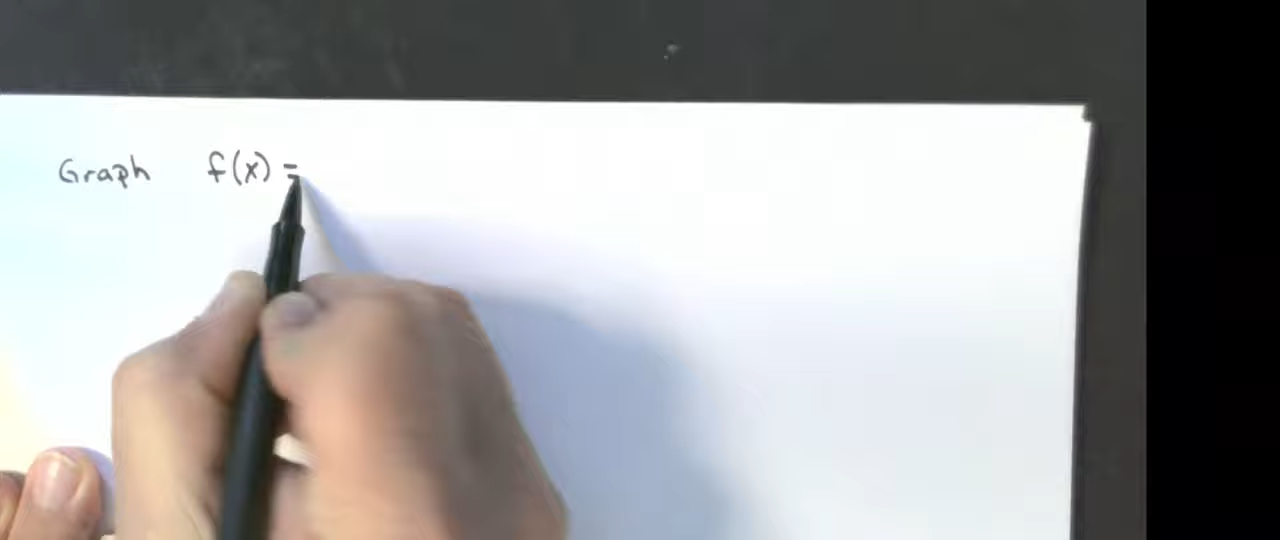 Graph f(x) =